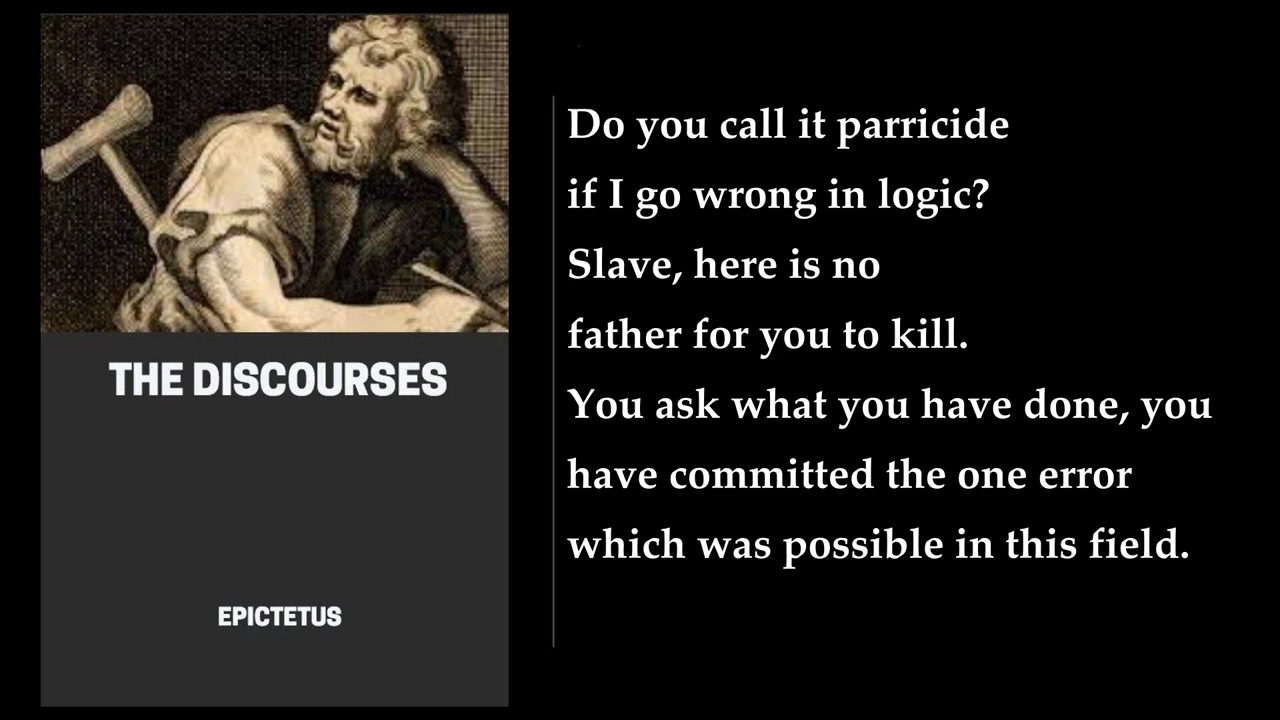 THE DISCOURSES
EPICTETUS
Do you call it parricide
if I go wrong in logic?
Slave, here is no
father for you to kill.
You ask what you have done, you
have committed the one error
which was possible in this field.